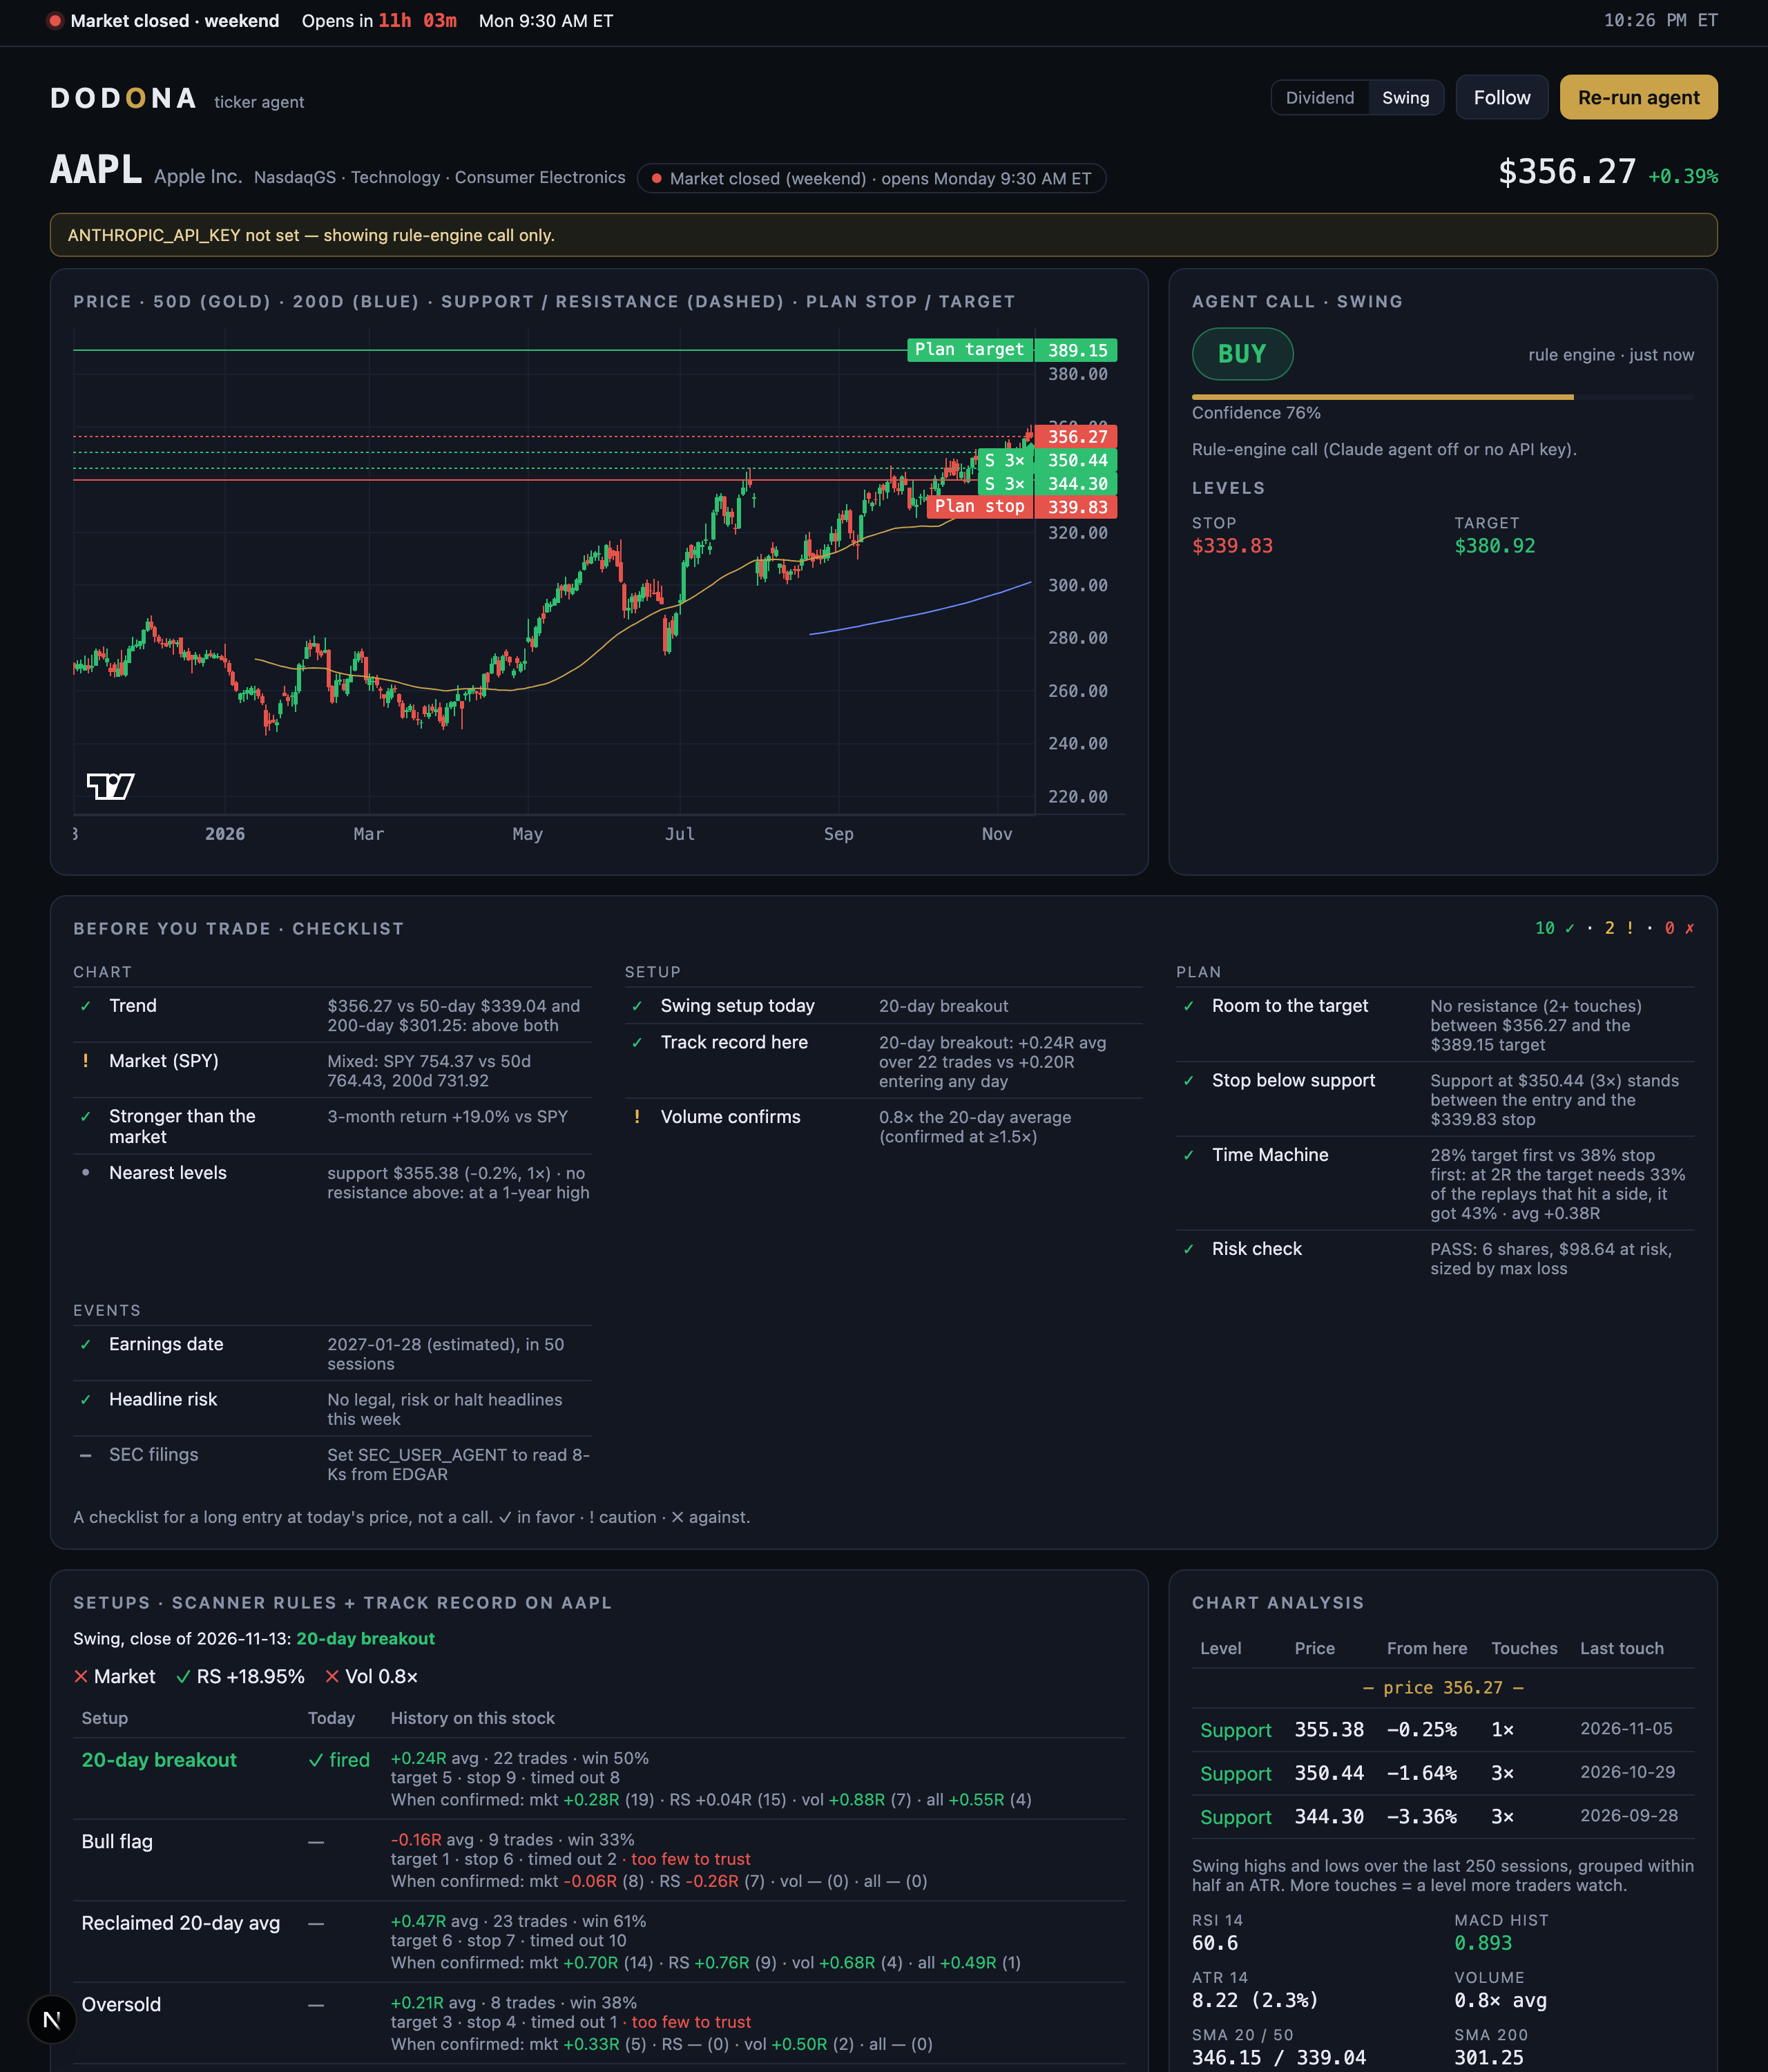 Market closed · weekend Opens in 11h 03m Mon 9:30 AM ET 10:26 PM ET
DODONA ticker agent Dividend Swing Follow Re-run agent
AAPL Apple Inc. NasdaqGS · Technology · Consumer Electronics Market closed (weekend) · opens Monday 9:30 AM ET $356.27 +0.39%
ANTHROPIC_API_KEY not set — showing rule-engine call only.
PRICE · 50D (GOLD) · 200D (BLUE) · SUPPORT / RESISTANCE (DASHED) · PLAN STOP / TARGET
Plan target 389.15
380.00
356.27
S 3× 350.44
S 3× 344.30
Plan stop 339.83
320.00
300.00
280.00
260.00
240.00
220.00
2026 Mar May Jul Sep Nov
AGENT CALL · SWING
BUY rule engine · just now
Confidence 76%
Rule-engine call (Claude agent off or no API key).
LEVELS
STOP TARGET
$339.83 $380.92
BEFORE YOU TRADE · CHECKLIST 10 ✓ · 2 ! · 0 ✗
CHART
✓ Trend $356.27 vs 50-day $339.04 and
200-day $301.25: above both
! Market (SPY) Mixed: SPY 754.37 vs 50d
764.43, 200d 731.92
✓ Stronger than the 3-month return +19.0% vs SPY
market
• Nearest levels support $355.38 (-0.2%, 1×) · no
resistance above: at a 1-year high
SETUP
✓ Swing setup today 20-day breakout
✓ Track record here 20-day breakout: +0.24R avg
over 22 trades vs +0.20R
entering any day
! Volume confirms 0.8× the 20-day average
(confirmed at ≥1.5×)
PLAN
✓ Room to the target No resistance (2+ touches)
between $356.27 and the
$389.15 target
✓ Stop below support Support at $350.44 (3×) stands
between the entry and the
$339.83 stop
✓ Time Machine 28% target first vs 38% stop
first: at 2R the target needs 33%
of the replays that hit a side, it
got 43% · avg +0.38R
✓ Risk check PASS: 6 shares, $98.64 at risk,
sized by max loss
EVENTS
✓ Earnings date 2027-01-28 (estimated), in 50
sessions
✓ Headline risk No legal, risk or halt headlines
this week
– SEC filings Set SEC_USER_AGENT to read 8-
Ks from EDGAR
A checklist for a long entry at today's price, not a call. ✓ in favor · ! caution · ✕ against.
SETUPS · SCANNER RULES + TRACK RECORD ON AAPL
Swing, close of 2026-11-13: 20-day breakout
✕ Market ✓ RS +18.95% ✕ Vol 0.8×
Setup Today History on this stock
20-day breakout ✓ fired +0.24R avg · 22 trades · win 50%
target 5 · stop 9 · timed out 8
When confirmed: mkt +0.28R (19) · RS +0.04R (15) · vol +0.88R (7) · all +0.55R (4)
Bull flag — -0.16R avg · 9 trades · win 33%
target 1 · stop 6 · timed out 2 · too few to trust
When confirmed: mkt -0.06R (8) · RS -0.26R (7) · vol — (0) · all — (0)
Reclaimed 20-day avg — +0.47R avg · 23 trades · win 61%
target 6 · stop 7 · timed out 10
When confirmed: mkt +0.70R (14) · RS +0.76R (9) · vol +0.68R (4) · all +0.49R (1)
Oversold — +0.21R avg · 8 trades · win 38%
target 3 · stop 4 · timed out 1 · too few to trust
When confirmed: mkt +0.33R (5) · RS — (0) · vol +0.50R (2) · all — (0)
N
CHART ANALYSIS
Level Price From here Touches Last touch
— price 356.27 —
Support 355.38 −0.25% 1× 2026-11-05
Support 350.44 −1.64% 3× 2026-10-29
Support 344.30 −3.36% 3× 2026-09-28
Swing highs and lows over the last 250 sessions, grouped within
half an ATR. More touches = a level more traders watch.
RSI 14 MACD HIST
60.6 0.893
ATR 14 VOLUME
8.22 (2.3%) 0.8× avg
SMA 20 / 50 SMA 200
346.15 / 339.04 301.25